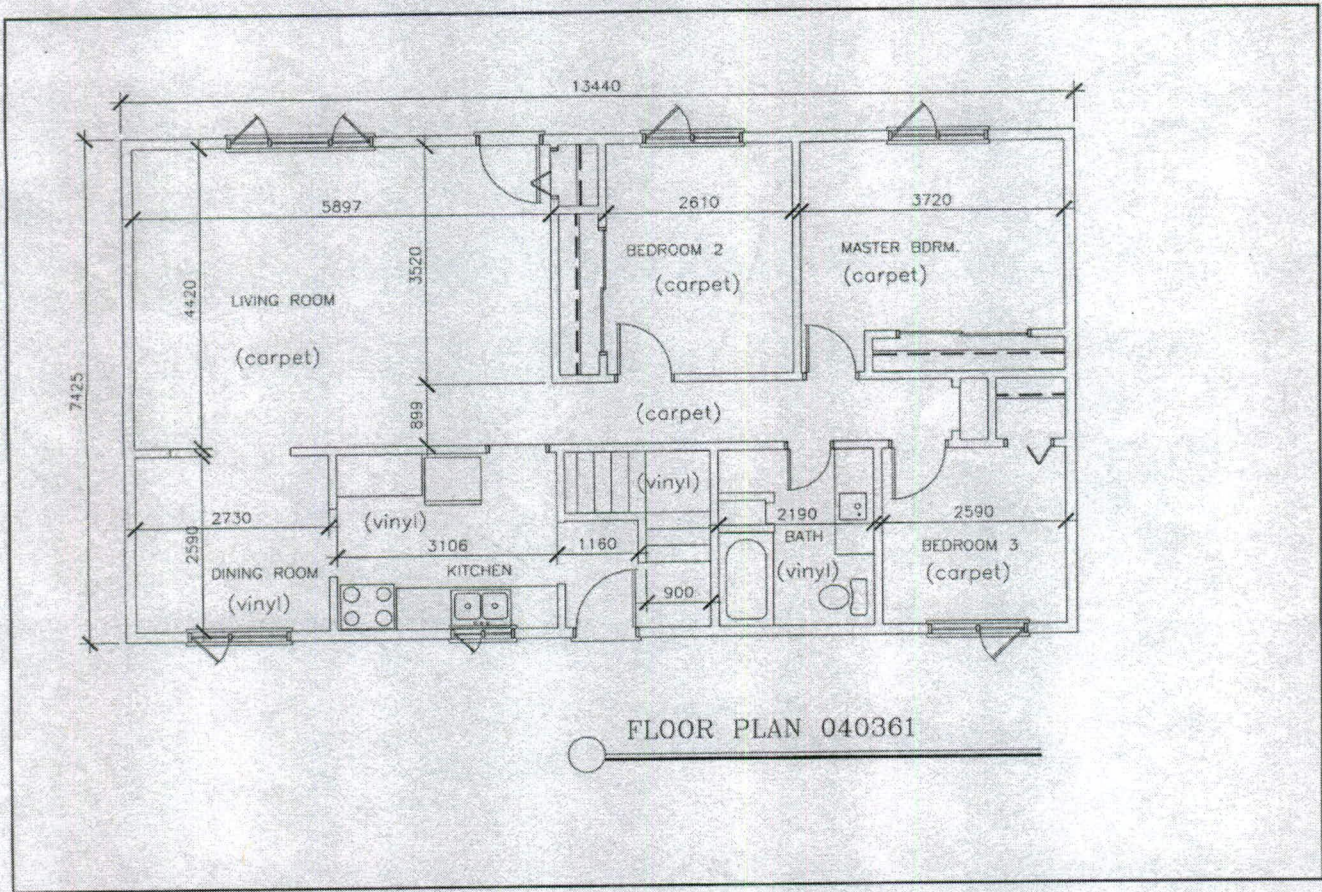 13440
5897
2610
3720
7425
4420
3520
BEDROOM 2
(carpet)
MASTER BDRM.
(carpet)
LIVING ROOM
(carpet)
899
(carpet)
(vinyl)
(vinyl)
2730
2590
3106
1160
2190
2590
DINING ROOM
(vinyl)
KITCHEN
900
BATH
(vinyl)
BEDROOM 3
(carpet)
FLOOR PLAN 040361